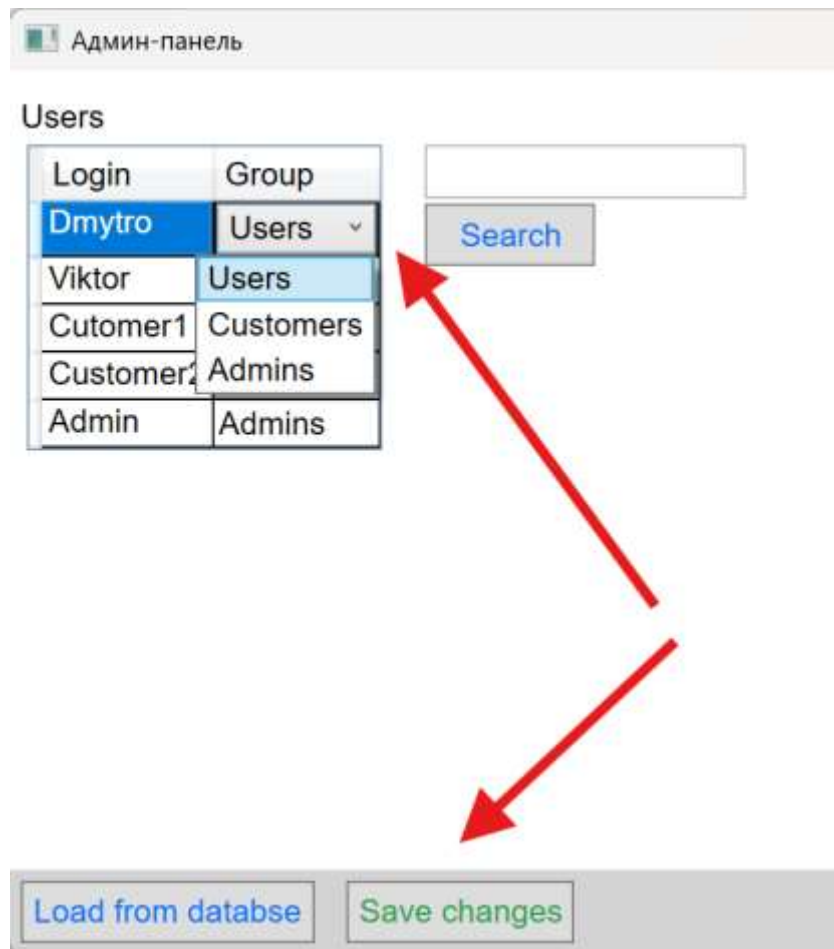 Админ-панель
Users
Login Group
Dmytro Users
Search
Viktor Users
Cutomer1 Customers
Customer2 Admins
Admin Admins
Load from databse Save changes